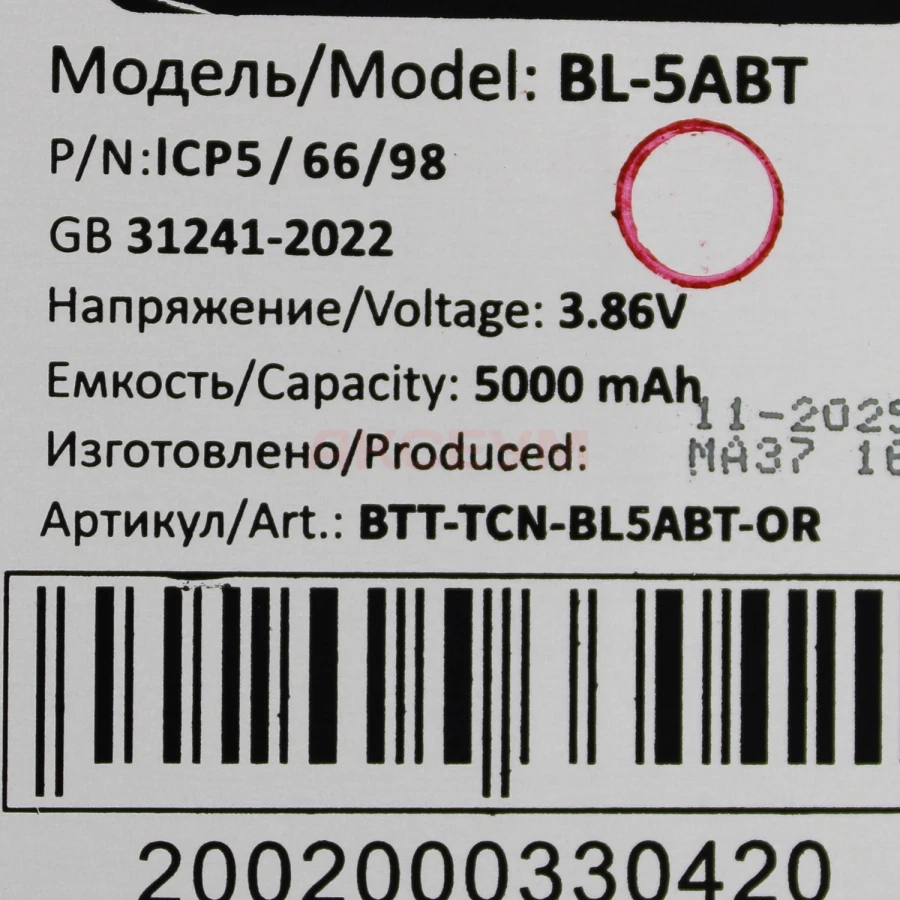 Модель/Model: BL-5ABT
P/N:ICP5/66/98
GB 31241-2022
Напряжение/Voltage: 3.86V
Емкость/Capacity: 5000 mAh
11-2025
Изготовлено/Produced:
MA37
Артикул/Art.: BTT-TCN-BL5ABT-OR
2002000330420